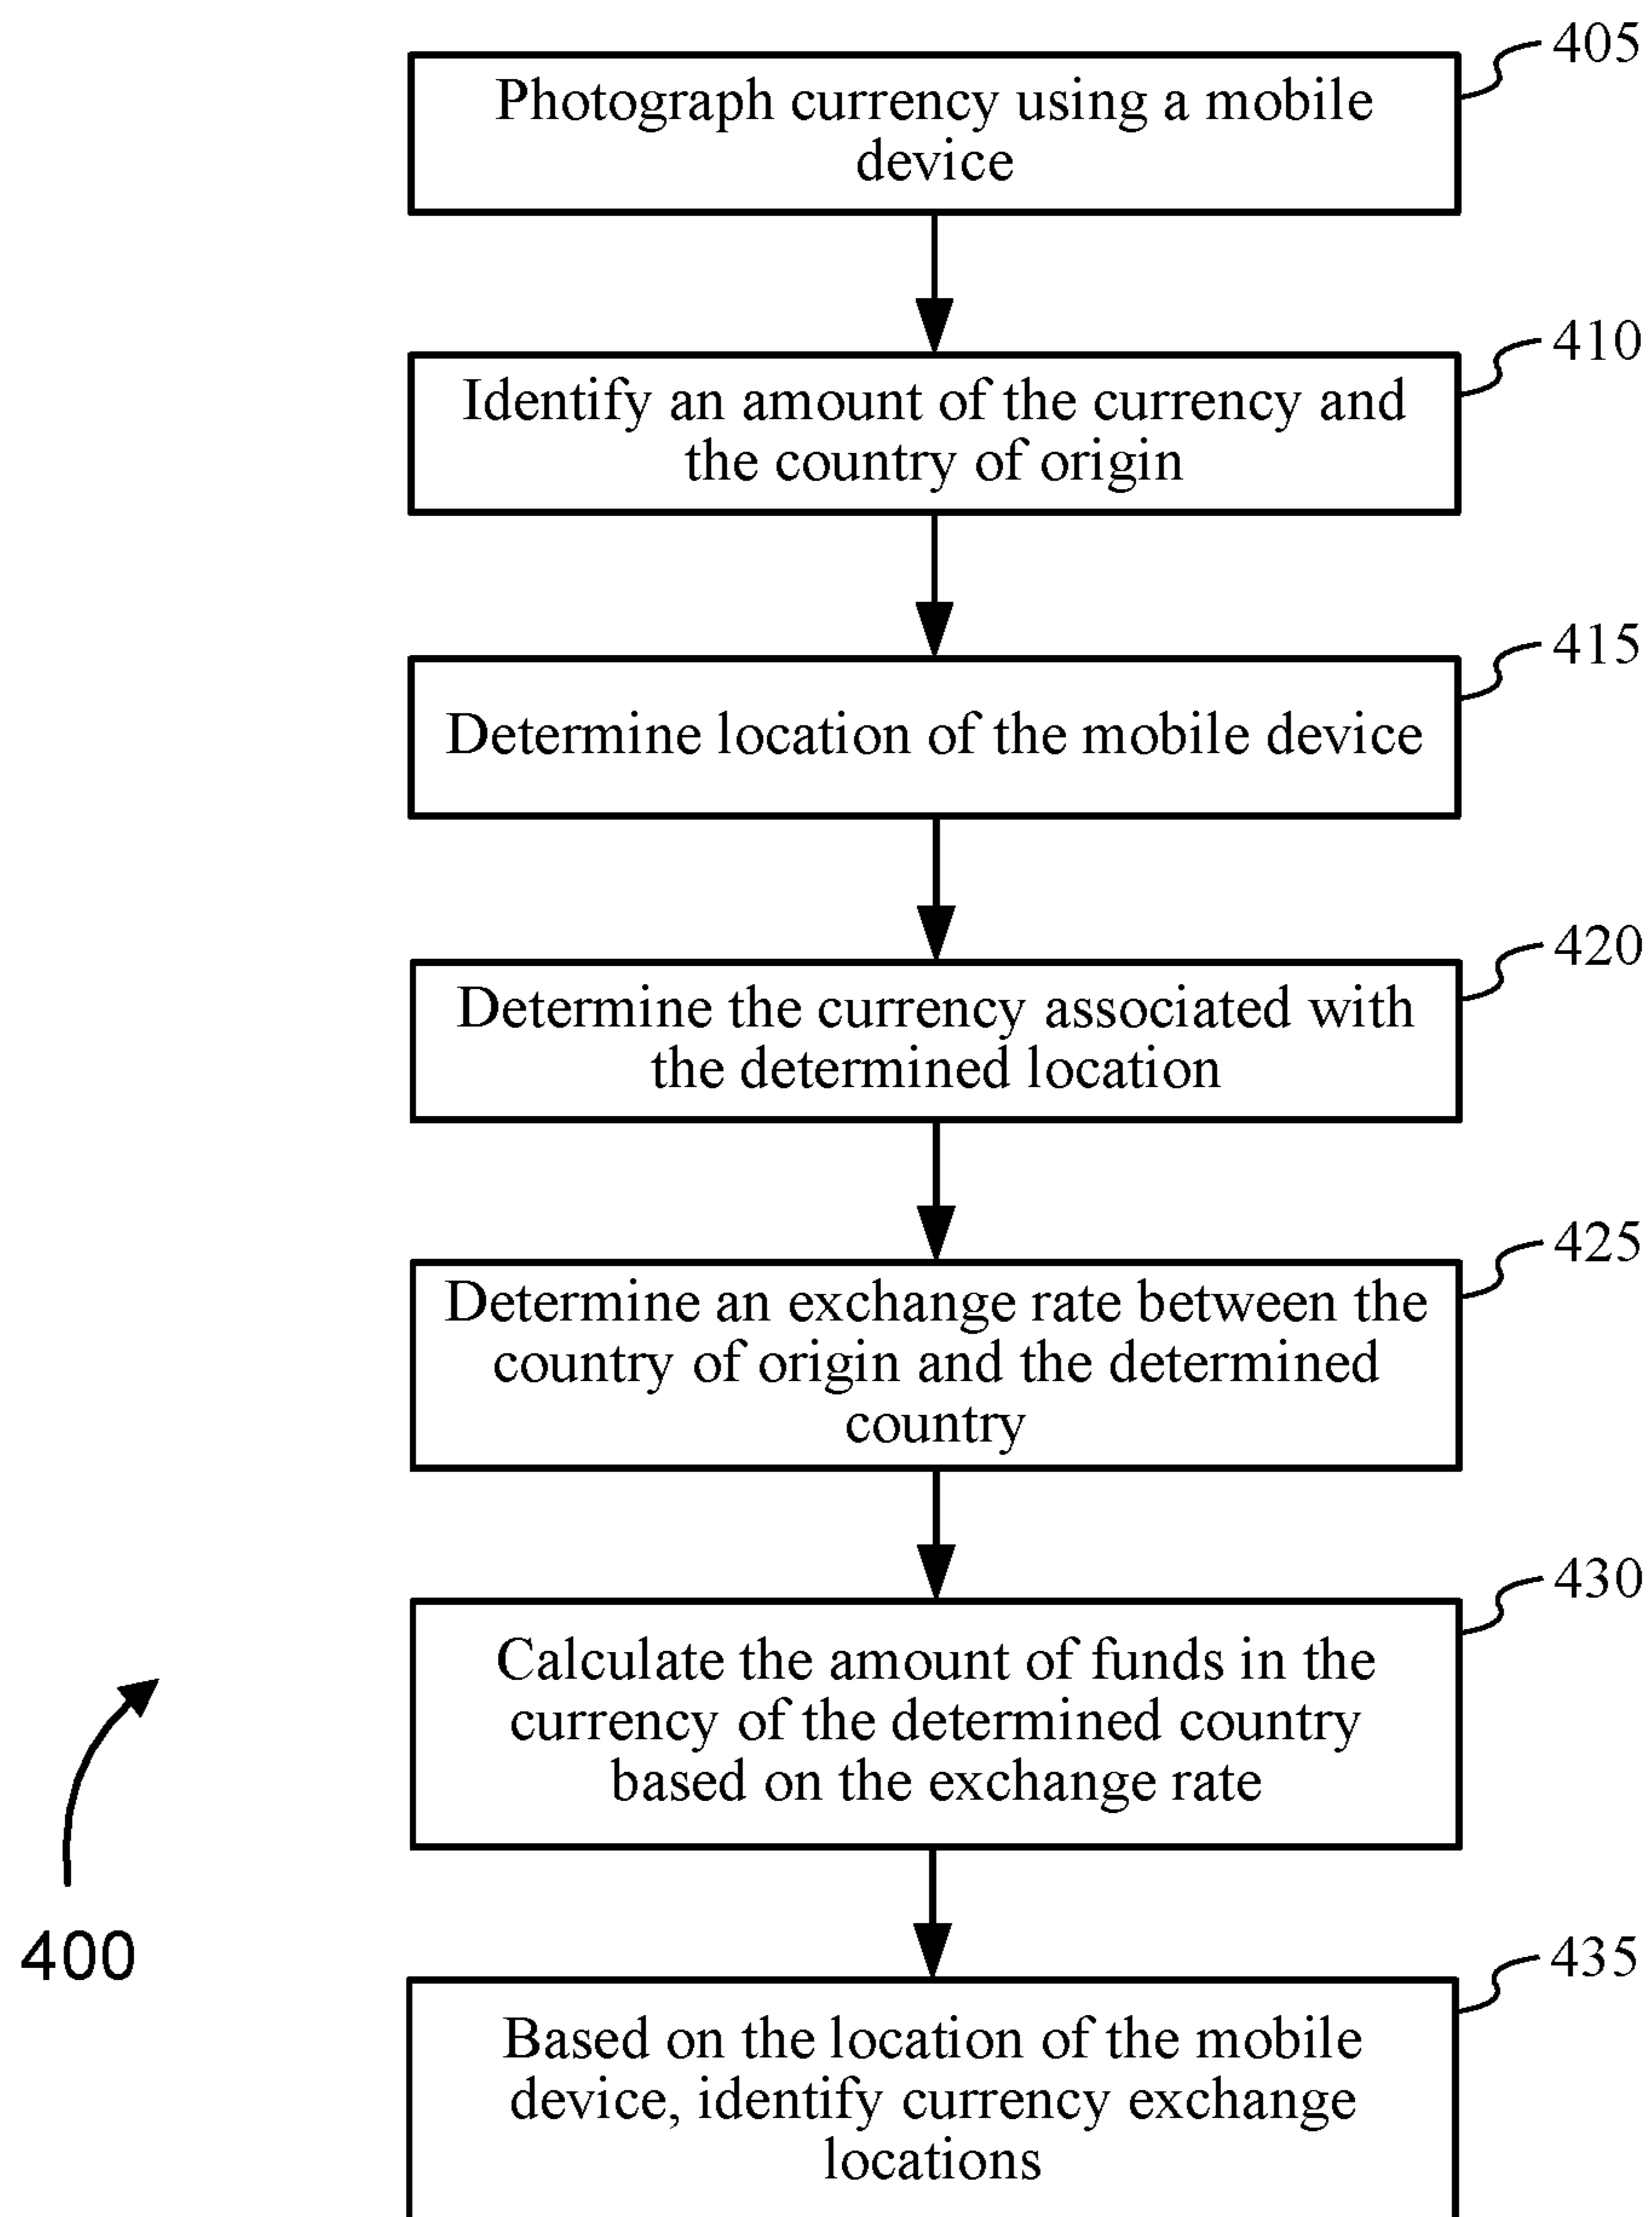 405
Photograph currency using a mobile
device
410
Identify an amount of the currency and
the country of origin
415
Determine location of the mobile device
420
Determine the currency associated with
the determined location
425
Determine an exchange rate between the
country of origin and the determined
country
430
Calculate the amount of funds in the
currency of the determined country
based on the exchange rate
400
435
Based on the location of the mobile
device, identify currency exchange
locations